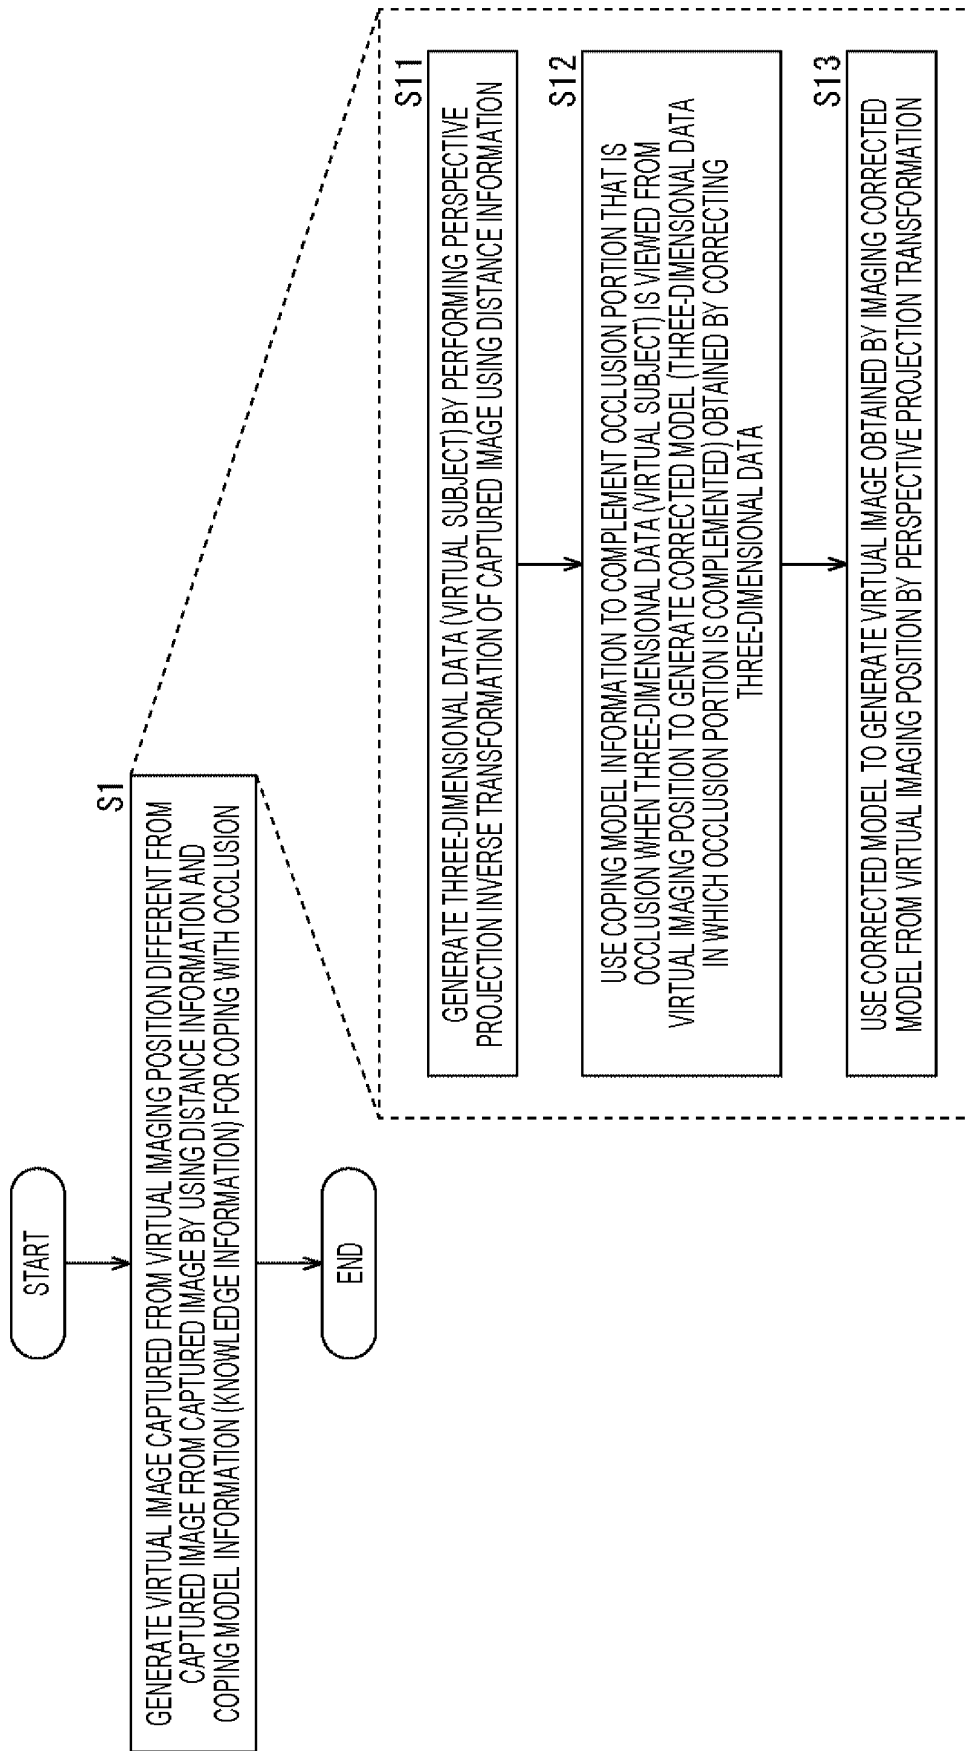 START
S1
GENERATE VIRTUAL IMAGE CAPTURED FROM VIRTUAL IMAGING POSITION DIFFERENT FROM
CAPTURED IMAGE FROM CAPTURED IMAGE BY USING DISTANCE INFORMATION AND
COPING MODEL INFORMATION (KNOWLEDGE INFORMATION) FOR COPING WITH OCCLUSION
END
S11
GENERATE THREE-DIMENSIONAL DATA (VIRTUAL SUBJECT) BY PERFORMING PERSPECTIVE
PROJECTION INVERSE TRANSFORMATION OF CAPTURED IMAGE USING DISTANCE INFORMATION
S12
USE COPING MODEL INFORMATION TO COMPLEMENT OCCLUSION PORTION THAT IS
OCCLUSION WHEN THREE-DIMENSIONAL DATA (VIRTUAL SUBJECT) IS VIEWED FROM
VIRTUAL IMAGING POSITION TO GENERATE CORRECTED MODEL (THREE-DIMENSIONAL DATA
IN WHICH OCCLUSION PORTION IS COMPLEMENTED) OBTAINED BY CORRECTING
THREE-DIMENSIONAL DATA
S13
USE CORRECTED MODEL TO GENERATE VIRTUAL IMAGE OBTAINED BY IMAGING CORRECTED
MODEL FROM VIRTUAL IMAGING POSITION BY PERSPECTIVE PROJECTION TRANSFORMATION